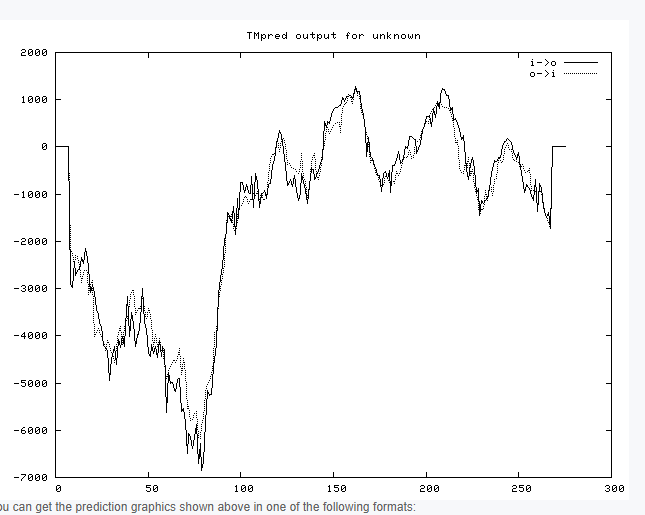 TMpred output for unknown
2000
i->o
o->i
1000
0
-1000
-2000
-3000
-4000
-5000
-6000
-7000
0 50 100 150 200 250 300
ou can get the prediction graphics shown above in one of the following formats: